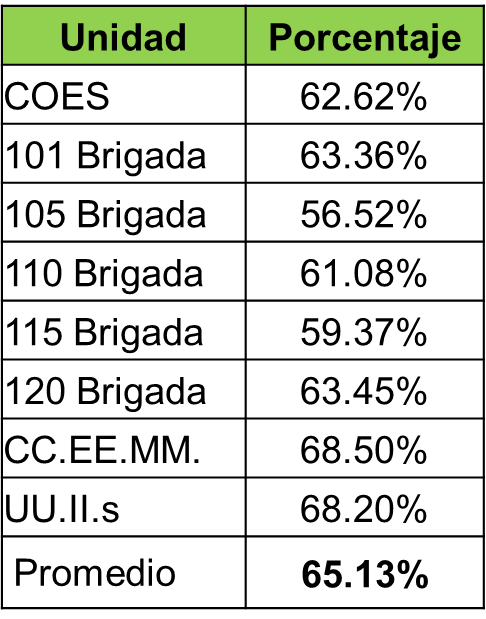 Unidad Porcentaje
COES 62.62%
101 Brigada 63.36%
105 Brigada 56.52%
110 Brigada 61.08%
115 Brigada 59.37%
120 Brigada 63.45%
CC.EE.MM. 68.50%
UU.II.s 68.20%
Promedio 65.13%